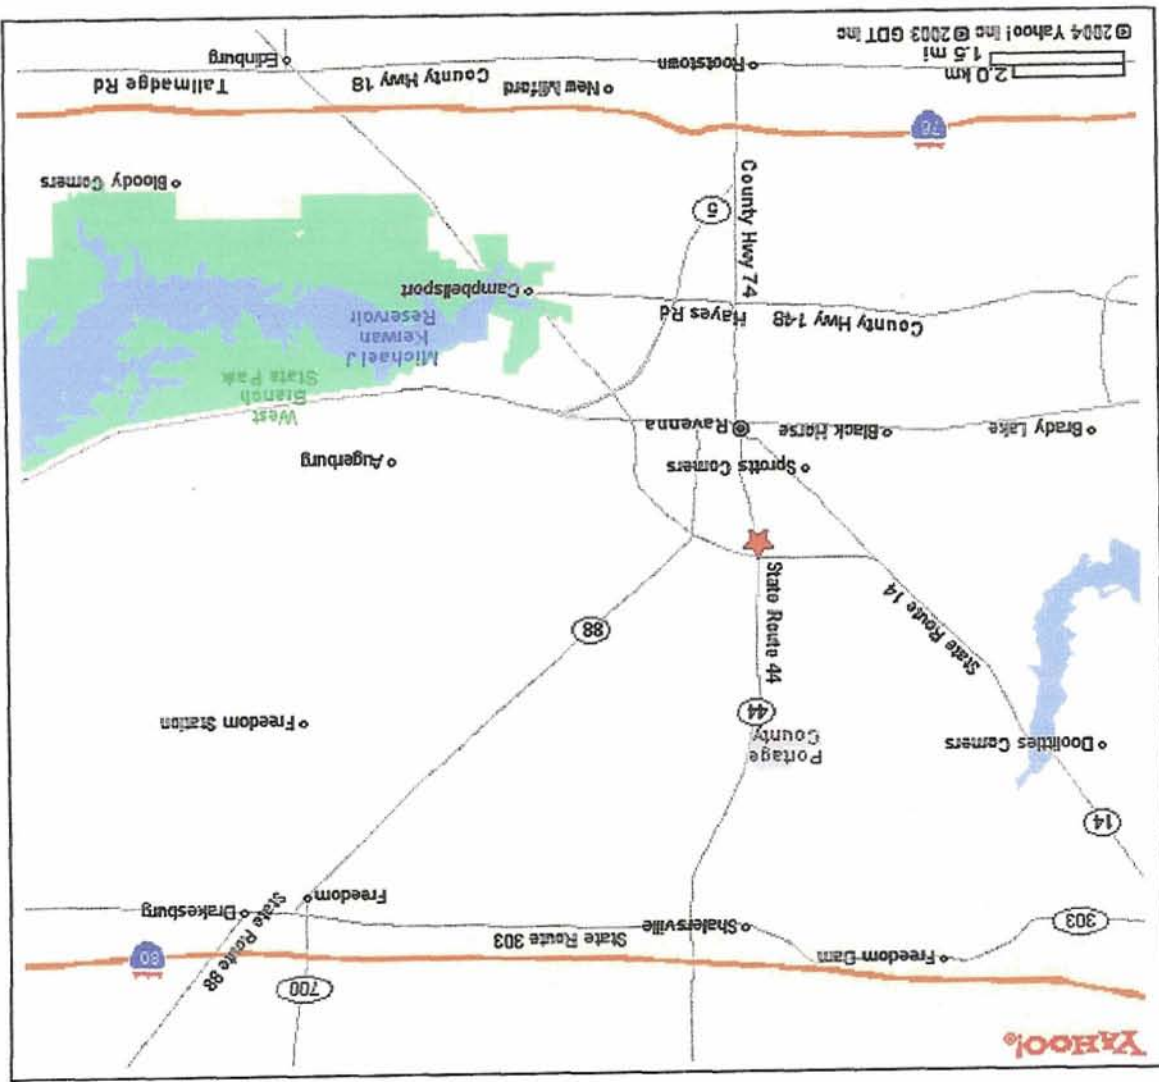 YAHOO!®
700
80
State Route 88
Freedom Dam
303
Shalersville
State Route 303
Freedom
Drakesburg
14
Doolittles Corners
Portage
County
44
Freedom Station
State Route 14
State Route 44
88
Sprotts Corners
Augerburg
Brady Lake
Black Horse
Ravenna
West
Branch
State Park
Michael J
Kerwan
Reservoir
County Hwy 148
Hayes Rd
Campbellsport
County Hwy 74
5
Bloody Corners
76
New Milford
County Hwy 18
Tallmadge Rd
2.0 km
1.5 mi
Rootstown
Edinburg
©2004 Yahoo! Inc ©2003 GDT Inc